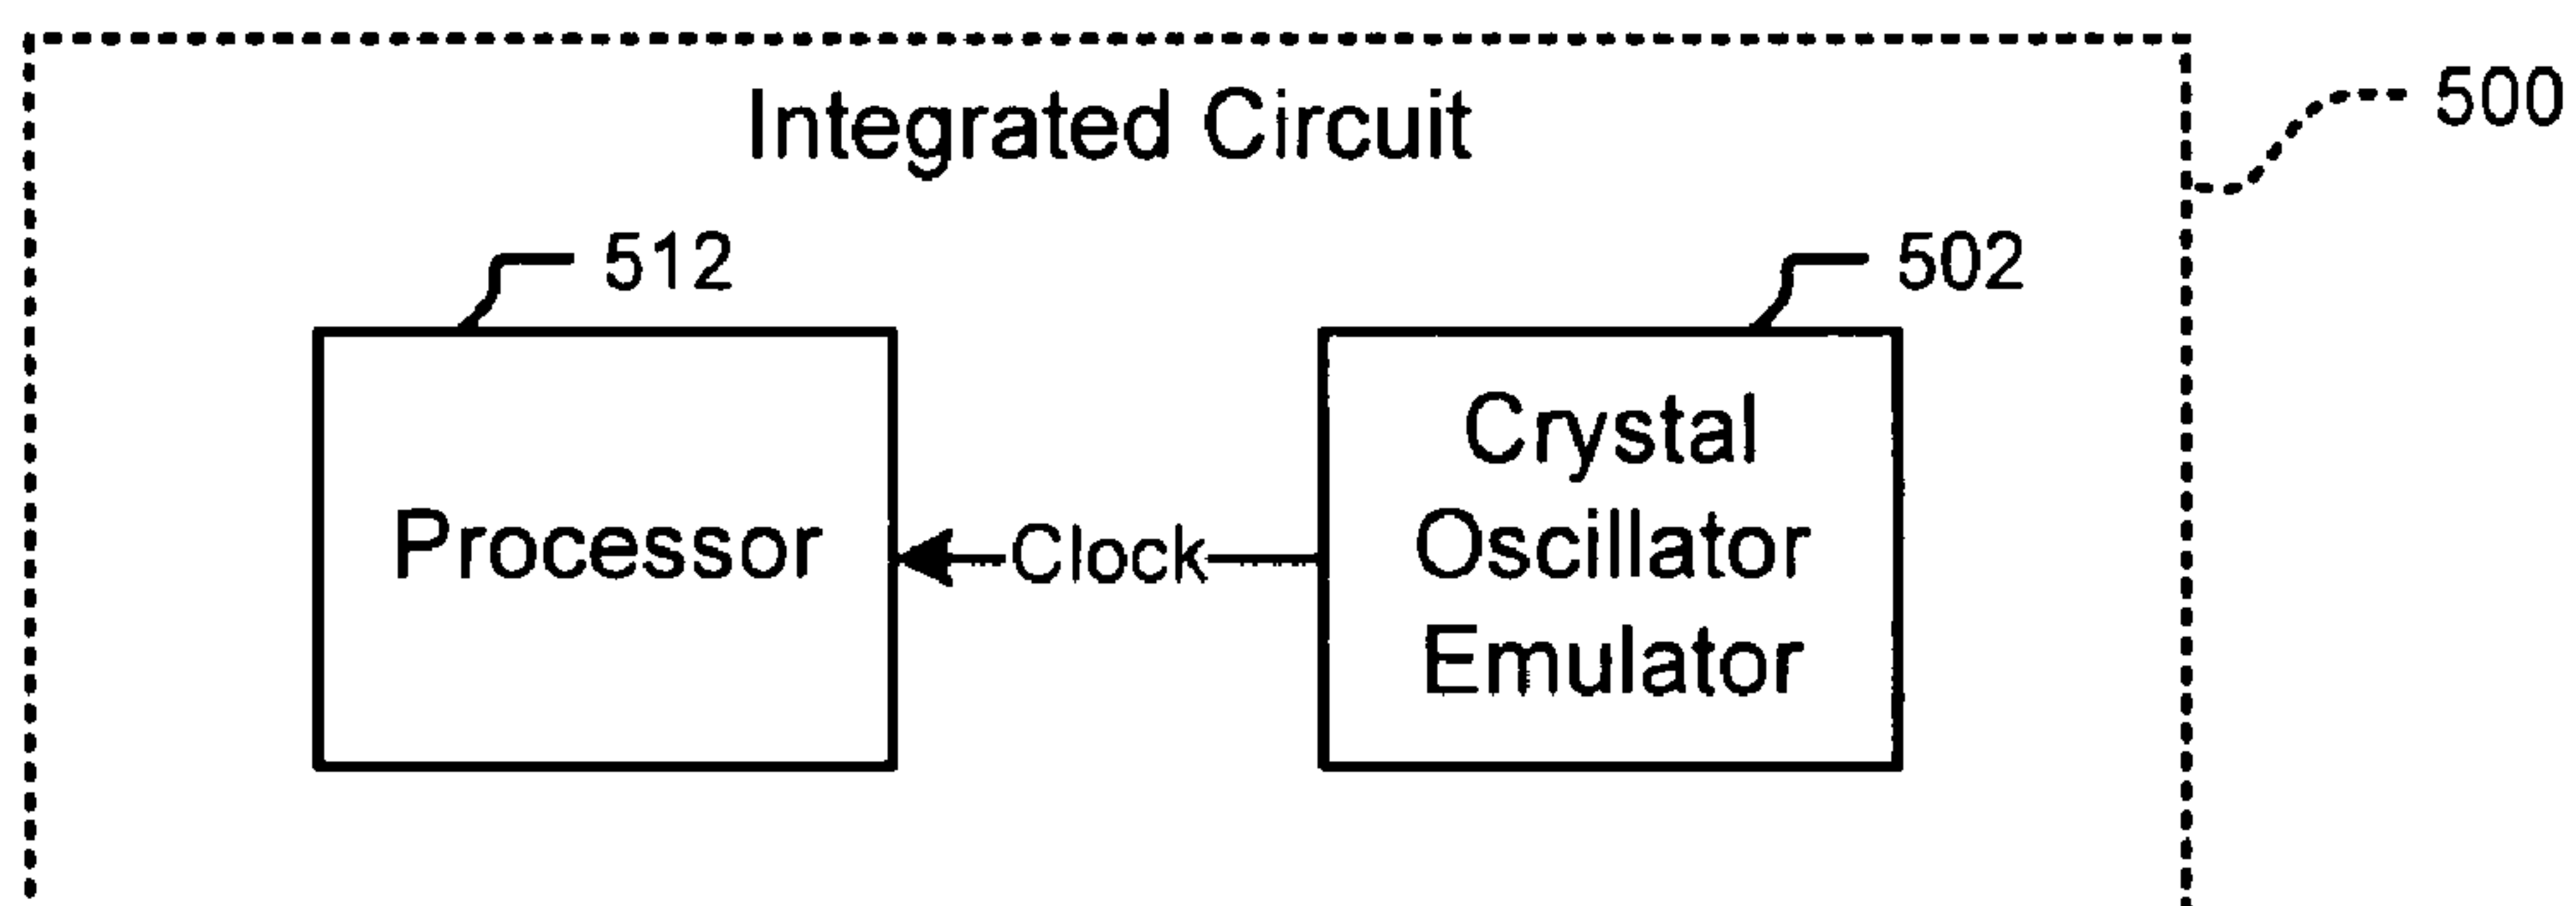 Integrated Circuit
500
512
502
Processor
Clock
Crystal
Oscillator
Emulator